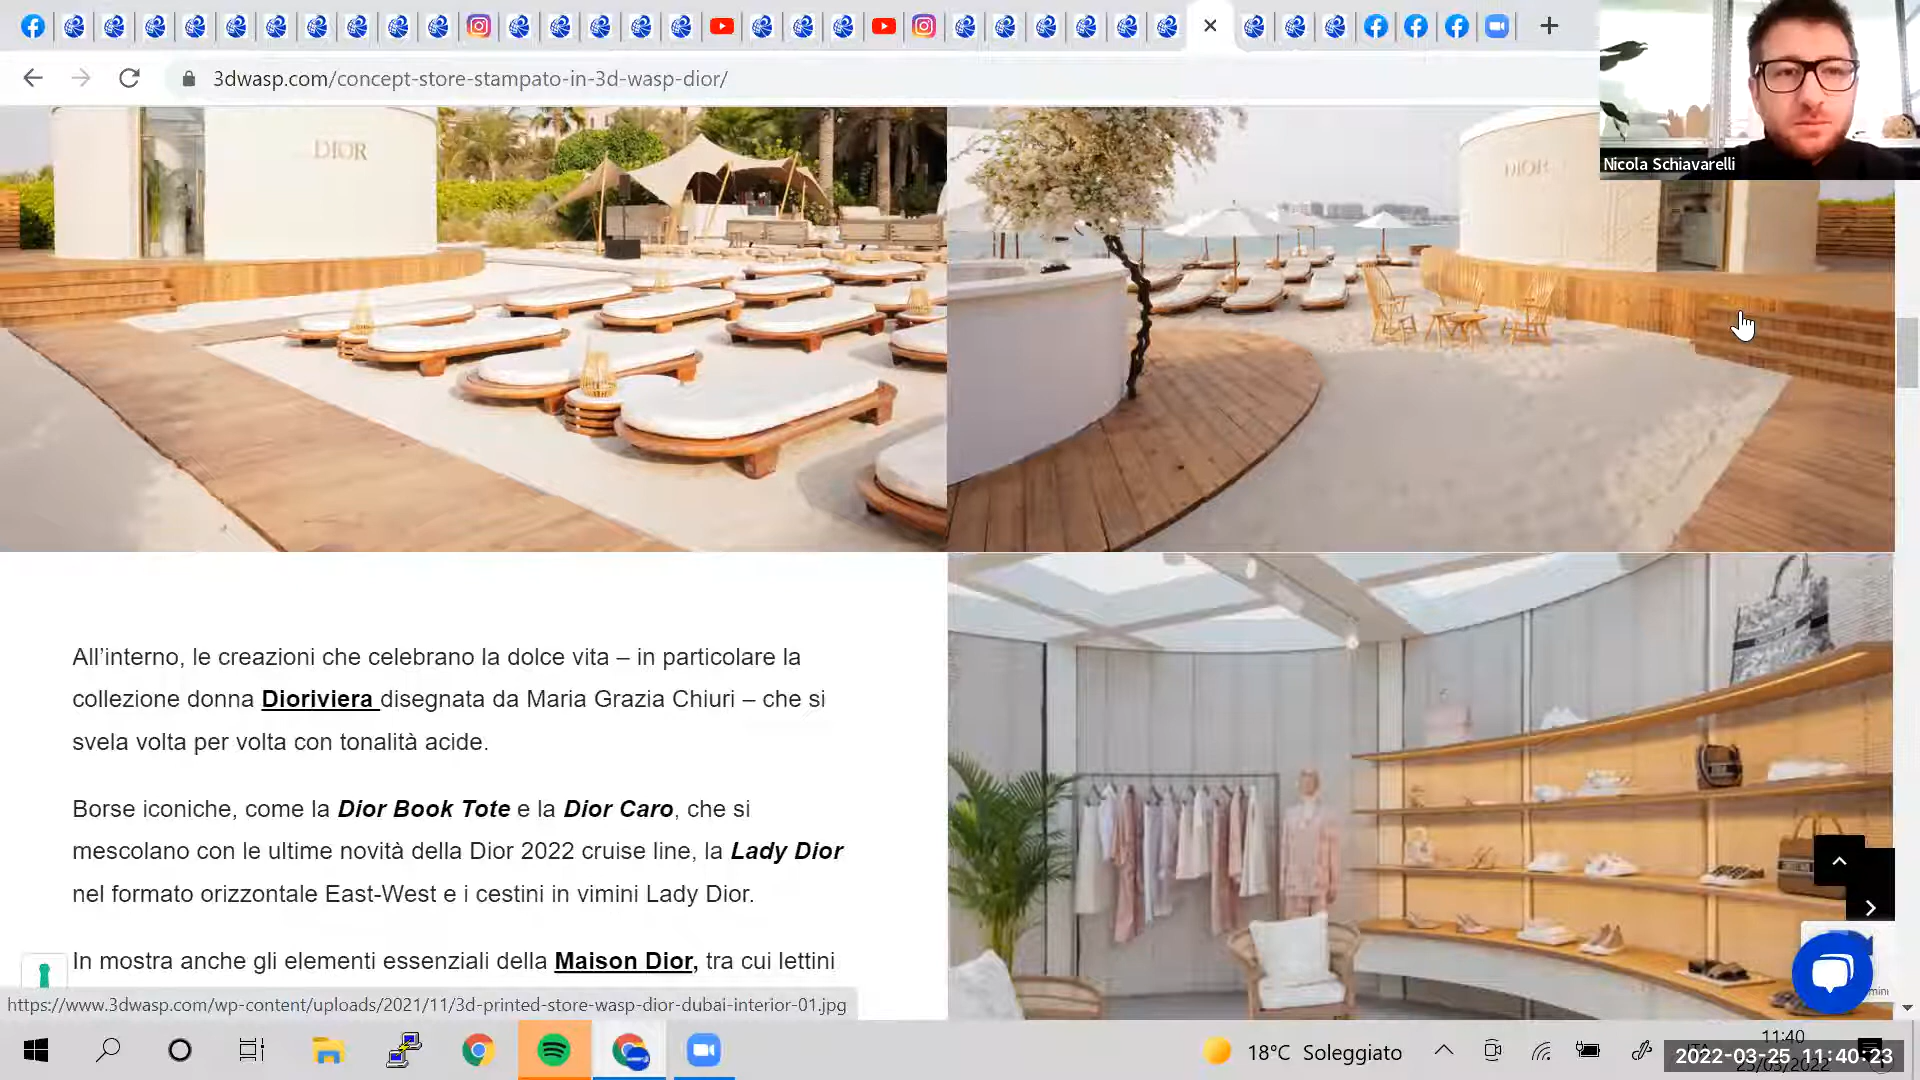 3dwasp.com/concept-store-stampato-in-3d-wasp-dior/
Nicola Schiavarelli
DIOR
DIOR
All'interno, le creazioni che celebrano la dolce vita – in particolare la
collezione donna Dioriviera disegnata da Maria Grazia Chiuri – che si
svela volta per volta con tonalità acide.
Borse iconiche, come la Dior Book Tote e la Dior Caro, che si
mescolano con le ultime novità della Dior 2022 cruise line, la Lady Dior
nel formato orizzontale East-West e i cestini in vimini Lady Dior.
In mostra anche gli elementi essenziali della Maison Dior, tra cui lettini
https://www.3dwasp.com/wp-content/uploads/2021/11/3d-printed-store-wasp-dior-dubai-interior-01.jpg
18°C Soleggiato
11:40
2022-03-25 11:40:23